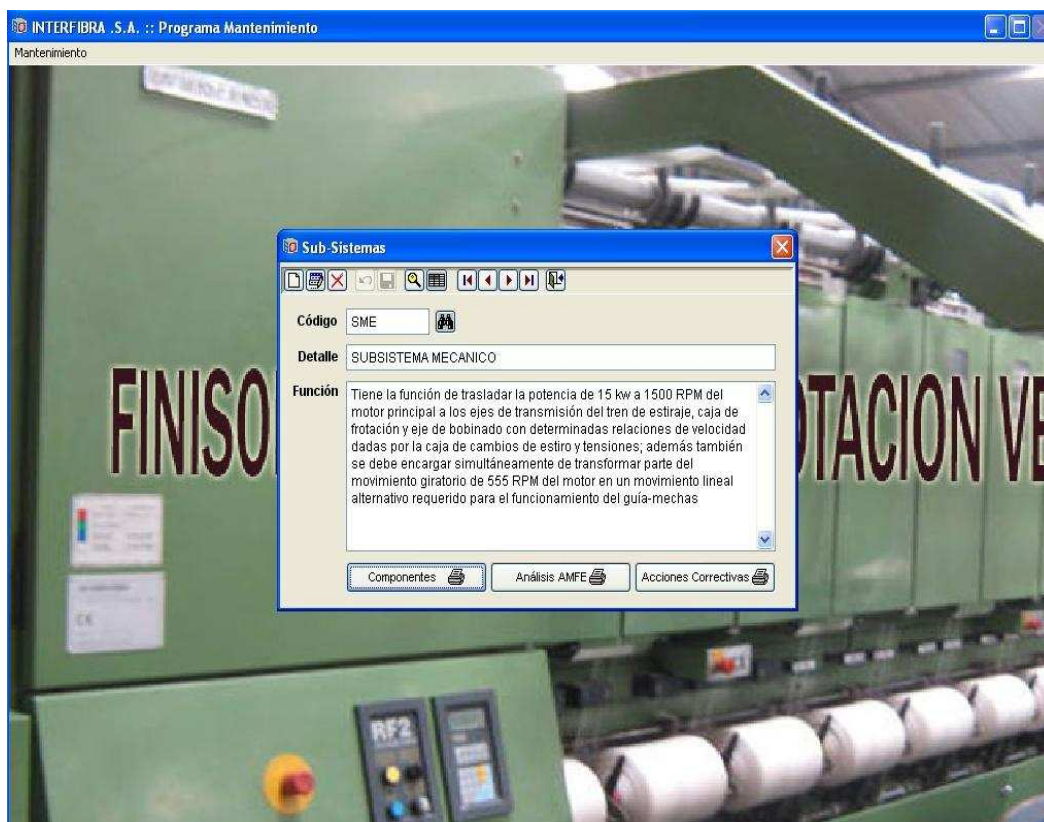 INTERFIBRA .S.A. :: Programa Mantenimiento
Mantenimiento
Sub-Sistemas
Código SME
Detalle SUBSISTEMA MECANICO
Función Tiene la función de trasladar la potencia de 15 kw a 1500 RPM del
motor principal a los ejes de transmisión del tren de estiraje, caja de
frotación y eje de bobinado con determinadas relaciones de velocidad
dadas por la caja de cambios de estiro y tensiones; además también
se debe encargar simultáneamente de transformar parte del
movimiento giratorio de 555 RPM del motor en un movimiento lineal
alternativo requerido para el funcionamiento del guía-mechas
Componentes Análisis AMFE Acciones Correctivas
FINISO OTACION VE
CE
RF2